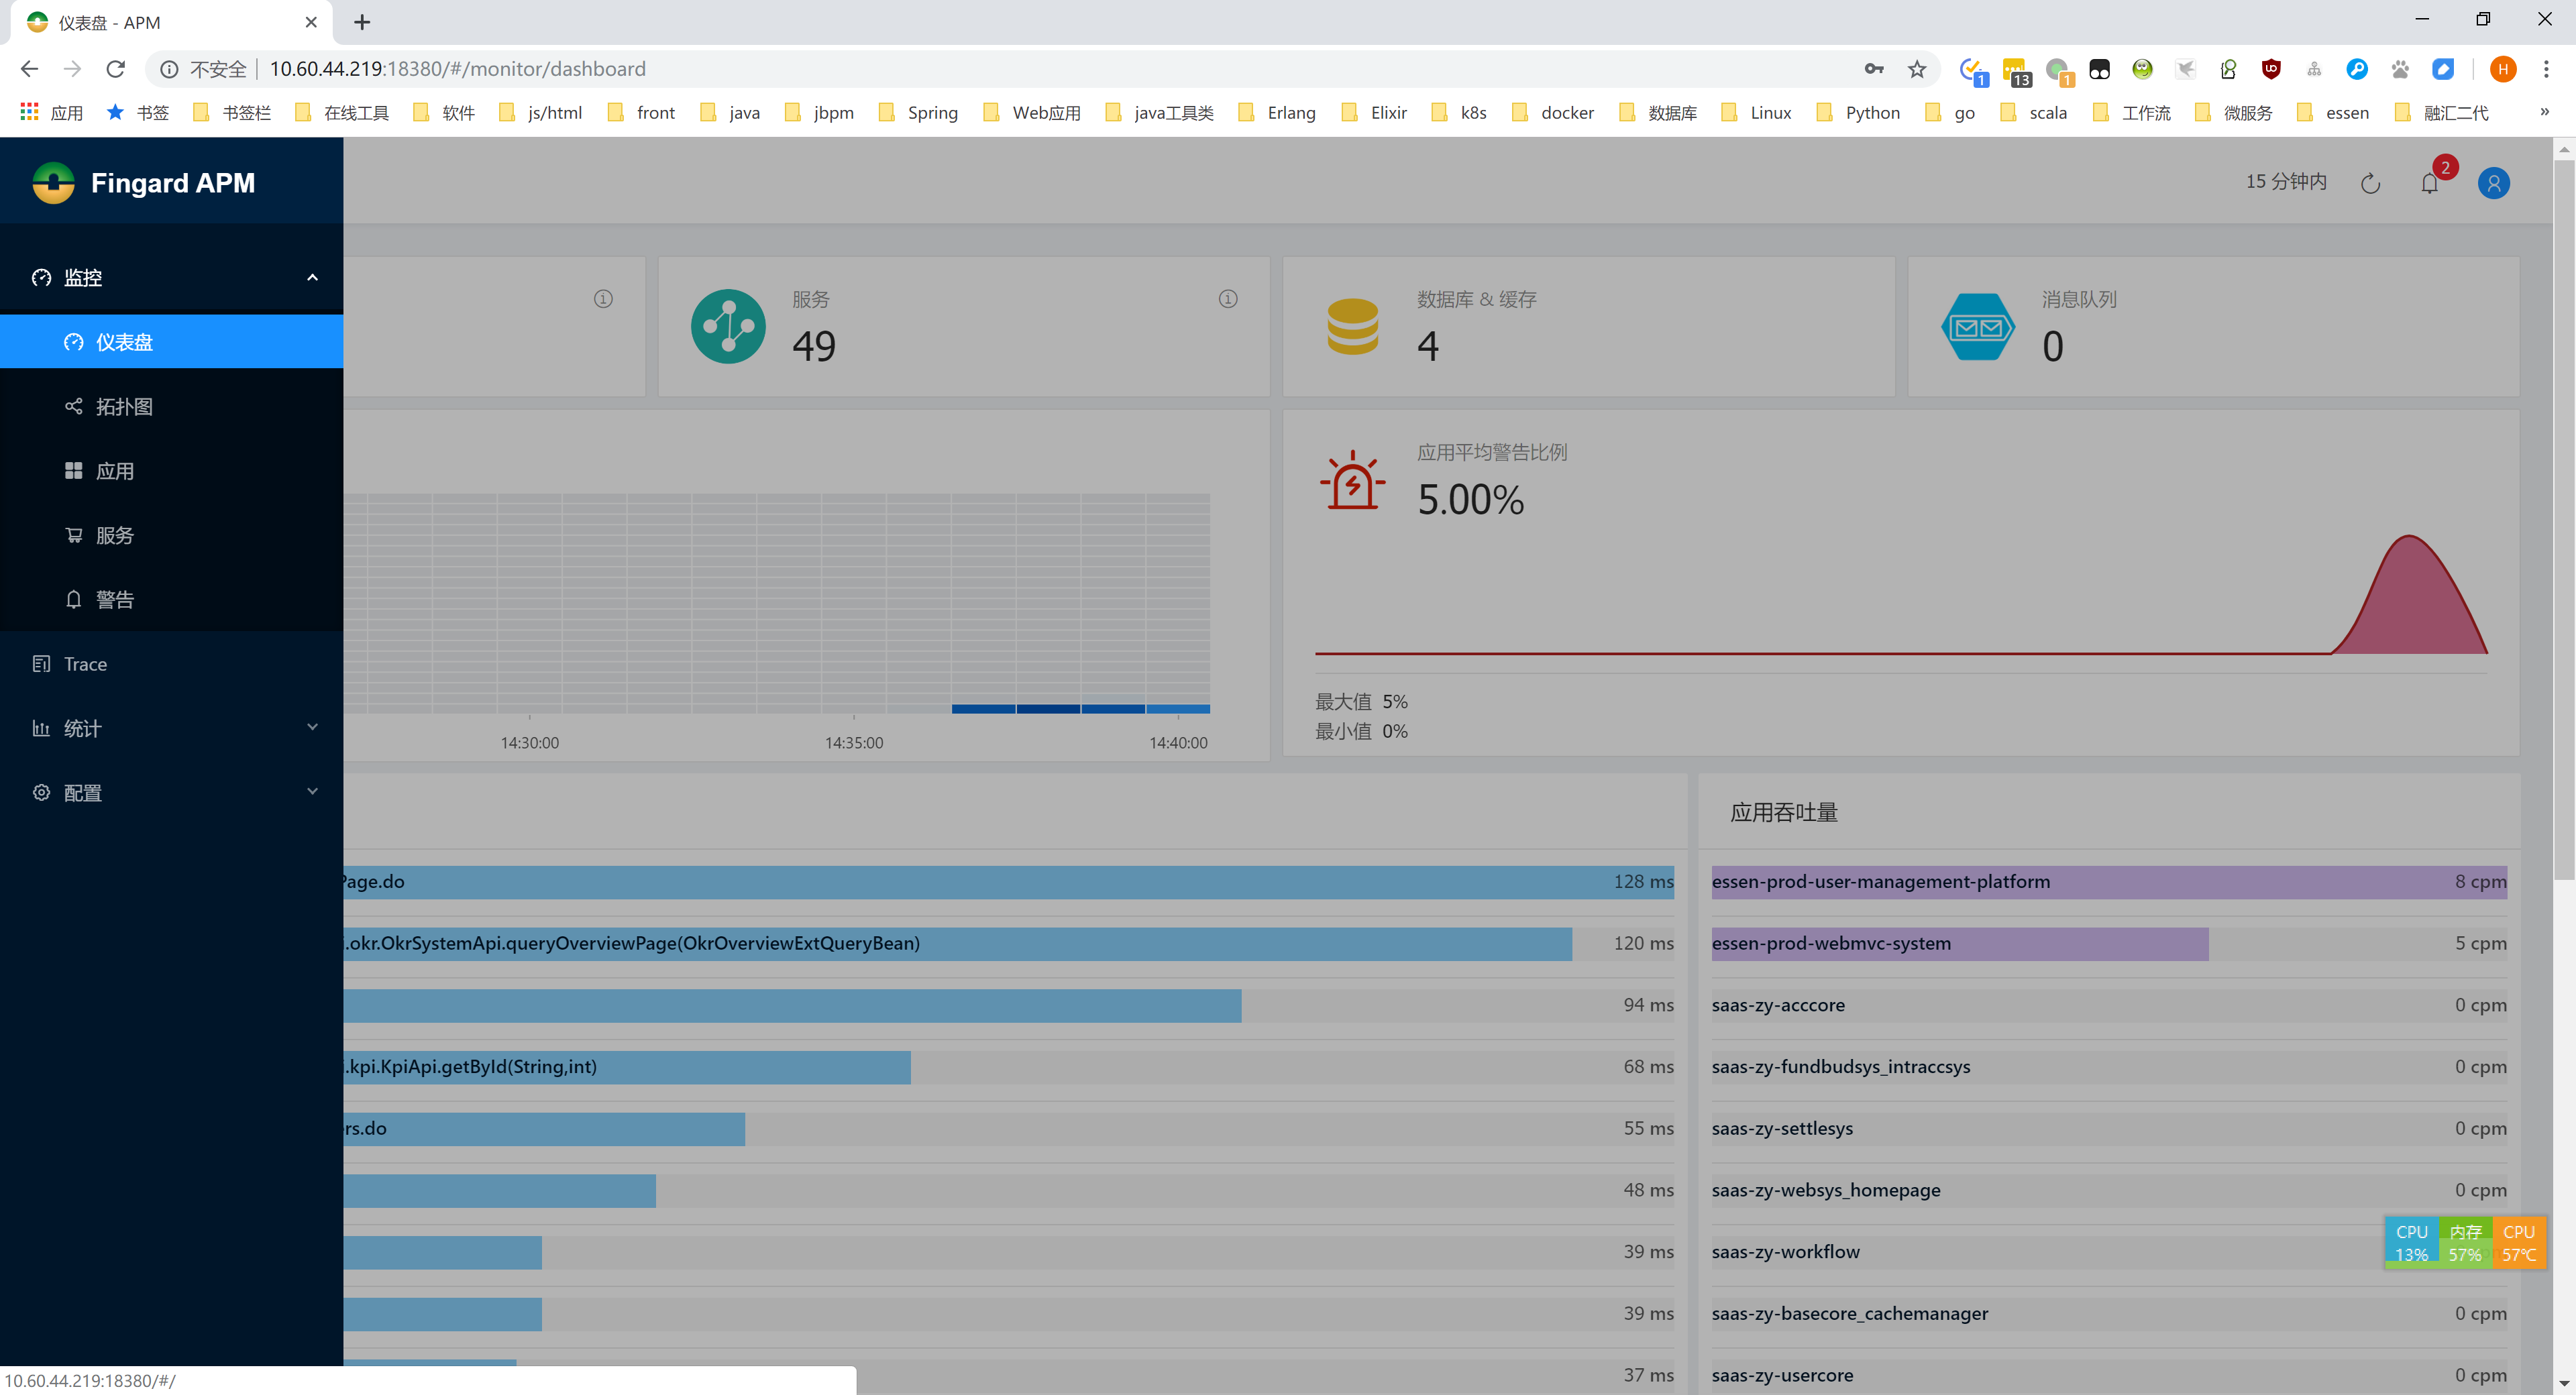 仪表盘 - APM
不安全 10.60.44.219:18380/#/monitor/dashboard
1 13 1 H
应用 书签 书签栏 在线工具 软件 js/html front java jbpm Spring Web应用 java工具类 Erlang Elixir k8s docker 数据库 Linux Python go scala 工作流 微服务 essen 融汇二代 »
Fingard APM
15 分钟内
2
监控
仪表盘
拓扑图
应用
服务
警告
Trace
统计
配置
服务
49
数据库 & 缓存
4
消息队列
0
14:30:00 14:35:00 14:40:00
应用平均警告比例
5.00%
最大值 5%
最小值 0%
Page.do 128 ms
.okr.OkrSystemApi.queryOverviewPage(OkrOverviewExtQueryBean) 120 ms
94 ms
.kpi.KpiApi.getById(String,int) 68 ms
rs.do 55 ms
48 ms
39 ms
39 ms
37 ms
应用吞吐量
essen-prod-user-management-platform 8 cpm
essen-prod-webmvc-system 5 cpm
saas-zy-acccore 0 cpm
saas-zy-fundbudsys_intraccsys 0 cpm
saas-zy-settlesys 0 cpm
saas-zy-websys_homepage 0 cpm
saas-zy-workflow
saas-zy-basecore_cachemanager 0 cpm
saas-zy-usercore 0 cpm
CPU 内存 CPU
13% 57% 57℃
10.60.44.219:18380/#/